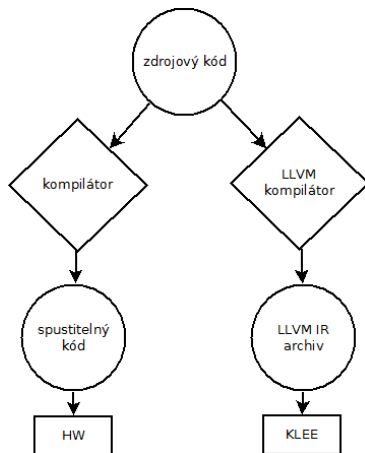 zdrojový kód
kompilátor
LLVM
kompilátor
spustitelný
kód
LLVM IR
archiv
HW
KLEE